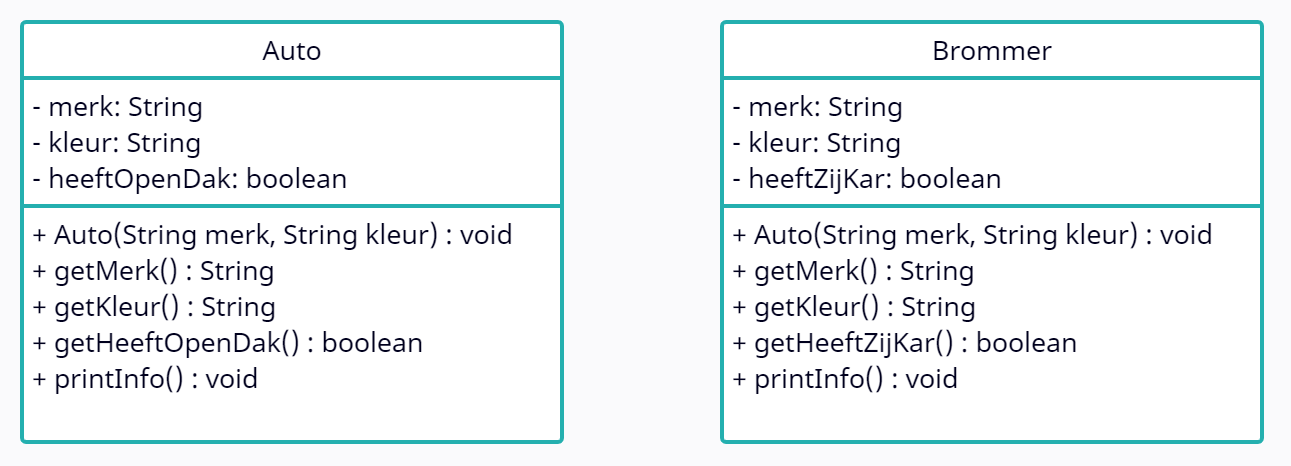 Auto
- merk: String
- kleur: String
- heeftOpenDak: boolean
+ Auto(String merk, String kleur) : void
+ getMerk() : String
+ getKleur() : String
+ getHeeftOpenDak() : boolean
+ printInfo() : void
Brommer
- merk: String
- kleur: String
- heeftZijKar: boolean
+ Auto(String merk, String kleur) : void
+ getMerk() : String
+ getKleur() : String
+ getHeeftZijKar() : boolean
+ printInfo() : void